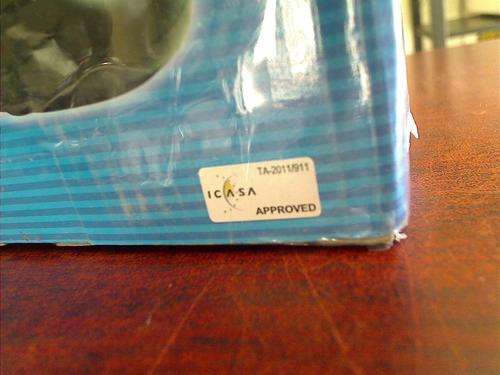 TA-2011/911
ICASA
APPROVED